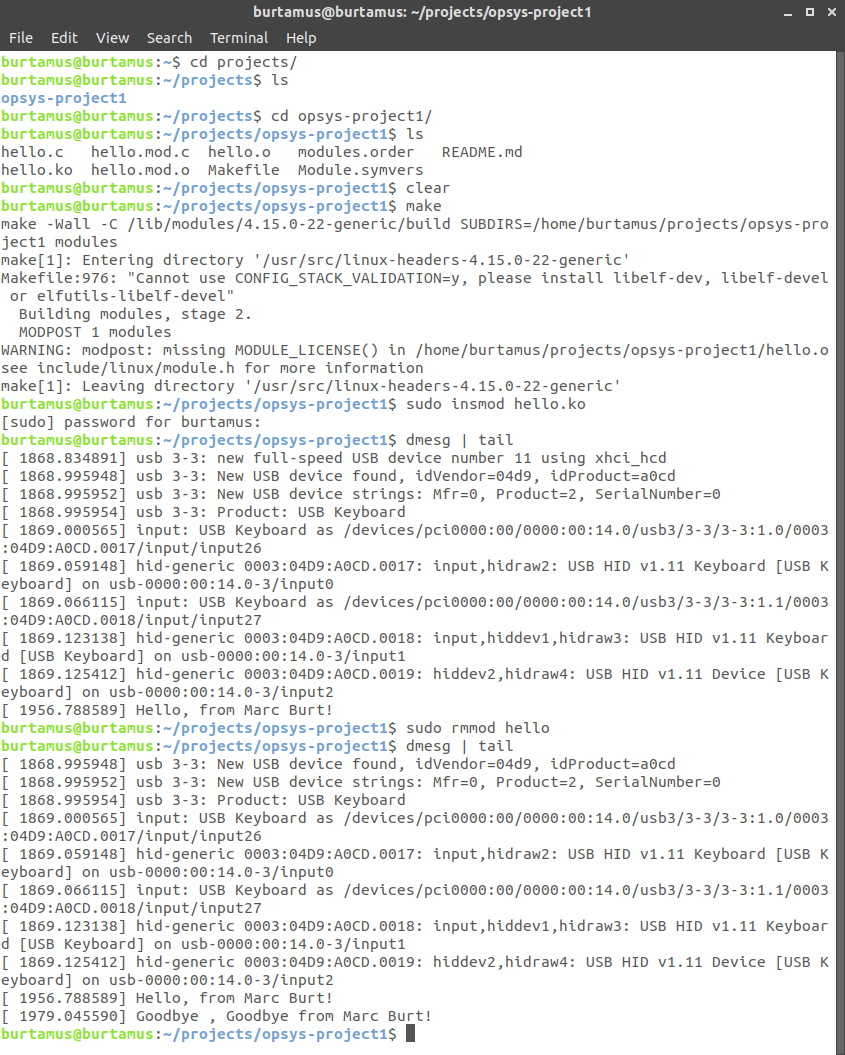 burtamus@burtamus: ~/projects/opsys-project1
File Edit View Search Terminal Help
burtamus@burtamus:~$ cd projects/
burtamus@burtamus:~/projects$ ls
opsys-project1
burtamus@burtamus:~/projects$ cd opsys-project1/
burtamus@burtamus:~/projects/opsys-project1$ ls
hello.c   hello.mod.c  hello.o   modules.order   README.md
hello.ko  hello.mod.o  Makefile  Module.symvers
burtamus@burtamus:~/projects/opsys-project1$ clear
burtamus@burtamus:~/projects/opsys-project1$ make
make -Wall -C /lib/modules/4.15.0-22-generic/build SUBDIRS=/home/burtamus/projects/opsys-pro
ject1 modules
make[1]: Entering directory '/usr/src/linux-headers-4.15.0-22-generic'
Makefile:976: "Cannot use CONFIG_STACK_VALIDATION=y, please install libelf-dev, libelf-devel
 or elfutils-libelf-devel"
  Building modules, stage 2.
  MODPOST 1 modules
WARNING: modpost: missing MODULE_LICENSE() in /home/burtamus/projects/opsys-project1/hello.o
see include/linux/module.h for more information
make[1]: Leaving directory '/usr/src/linux-headers-4.15.0-22-generic'
burtamus@burtamus:~/projects/opsys-project1$ sudo insmod hello.ko
[sudo] password for burtamus:
burtamus@burtamus:~/projects/opsys-project1$ dmesg | tail
[ 1868.834891] usb 3-3: new full-speed USB device number 11 using xhci_hcd
[ 1868.995948] usb 3-3: New USB device found, idVendor=04d9, idProduct=a0cd
[ 1868.995952] usb 3-3: New USB device strings: Mfr=0, Product=2, SerialNumber=0
[ 1868.995954] usb 3-3: Product: USB Keyboard
[ 1869.000565] input: USB Keyboard as /devices/pci0000:00/0000:00:14.0/usb3/3-3/3-3:1.0/0003
:04D9:A0CD.0017/input/input26
[ 1869.059148] hid-generic 0003:04D9:A0CD.0017: input,hidraw2: USB HID v1.11 Keyboard [USB K
eyboard] on usb-0000:00:14.0-3/input0
[ 1869.066115] input: USB Keyboard as /devices/pci0000:00/0000:00:14.0/usb3/3-3/3-3:1.1/0003
:04D9:A0CD.0018/input/input27
[ 1869.123138] hid-generic 0003:04D9:A0CD.0018: input,hiddev1,hidraw3: USB HID v1.11 Keyboar
d [USB Keyboard] on usb-0000:00:14.0-3/input1
[ 1869.125412] hid-generic 0003:04D9:A0CD.0019: hiddev2,hidraw4: USB HID v1.11 Device [USB K
eyboard] on usb-0000:00:14.0-3/input2
[ 1956.788589] Hello, from Marc Burt!
burtamus@burtamus:~/projects/opsys-project1$ sudo rmmod hello
burtamus@burtamus:~/projects/opsys-project1$ dmesg | tail
[ 1868.995948] usb 3-3: New USB device found, idVendor=04d9, idProduct=a0cd
[ 1868.995952] usb 3-3: New USB device strings: Mfr=0, Product=2, SerialNumber=0
[ 1868.995954] usb 3-3: Product: USB Keyboard
[ 1869.000565] input: USB Keyboard as /devices/pci0000:00/0000:00:14.0/usb3/3-3/3-3:1.0/0003
:04D9:A0CD.0017/input/input26
[ 1869.059148] hid-generic 0003:04D9:A0CD.0017: input,hidraw2: USB HID v1.11 Keyboard [USB K
eyboard] on usb-0000:00:14.0-3/input0
[ 1869.066115] input: USB Keyboard as /devices/pci0000:00/0000:00:14.0/usb3/3-3/3-3:1.1/0003
:04D9:A0CD.0018/input/input27
[ 1869.123138] hid-generic 0003:04D9:A0CD.0018: input,hiddev1,hidraw3: USB HID v1.11 Keyboar
d [USB Keyboard] on usb-0000:00:14.0-3/input1
[ 1869.125412] hid-generic 0003:04D9:A0CD.0019: hiddev2,hidraw4: USB HID v1.11 Device [USB K
eyboard] on usb-0000:00:14.0-3/input2
[ 1956.788589] Hello, from Marc Burt!
[ 1979.045590] Goodbye , Goodbye from Marc Burt!
burtamus@burtamus:~/projects/opsys-project1$